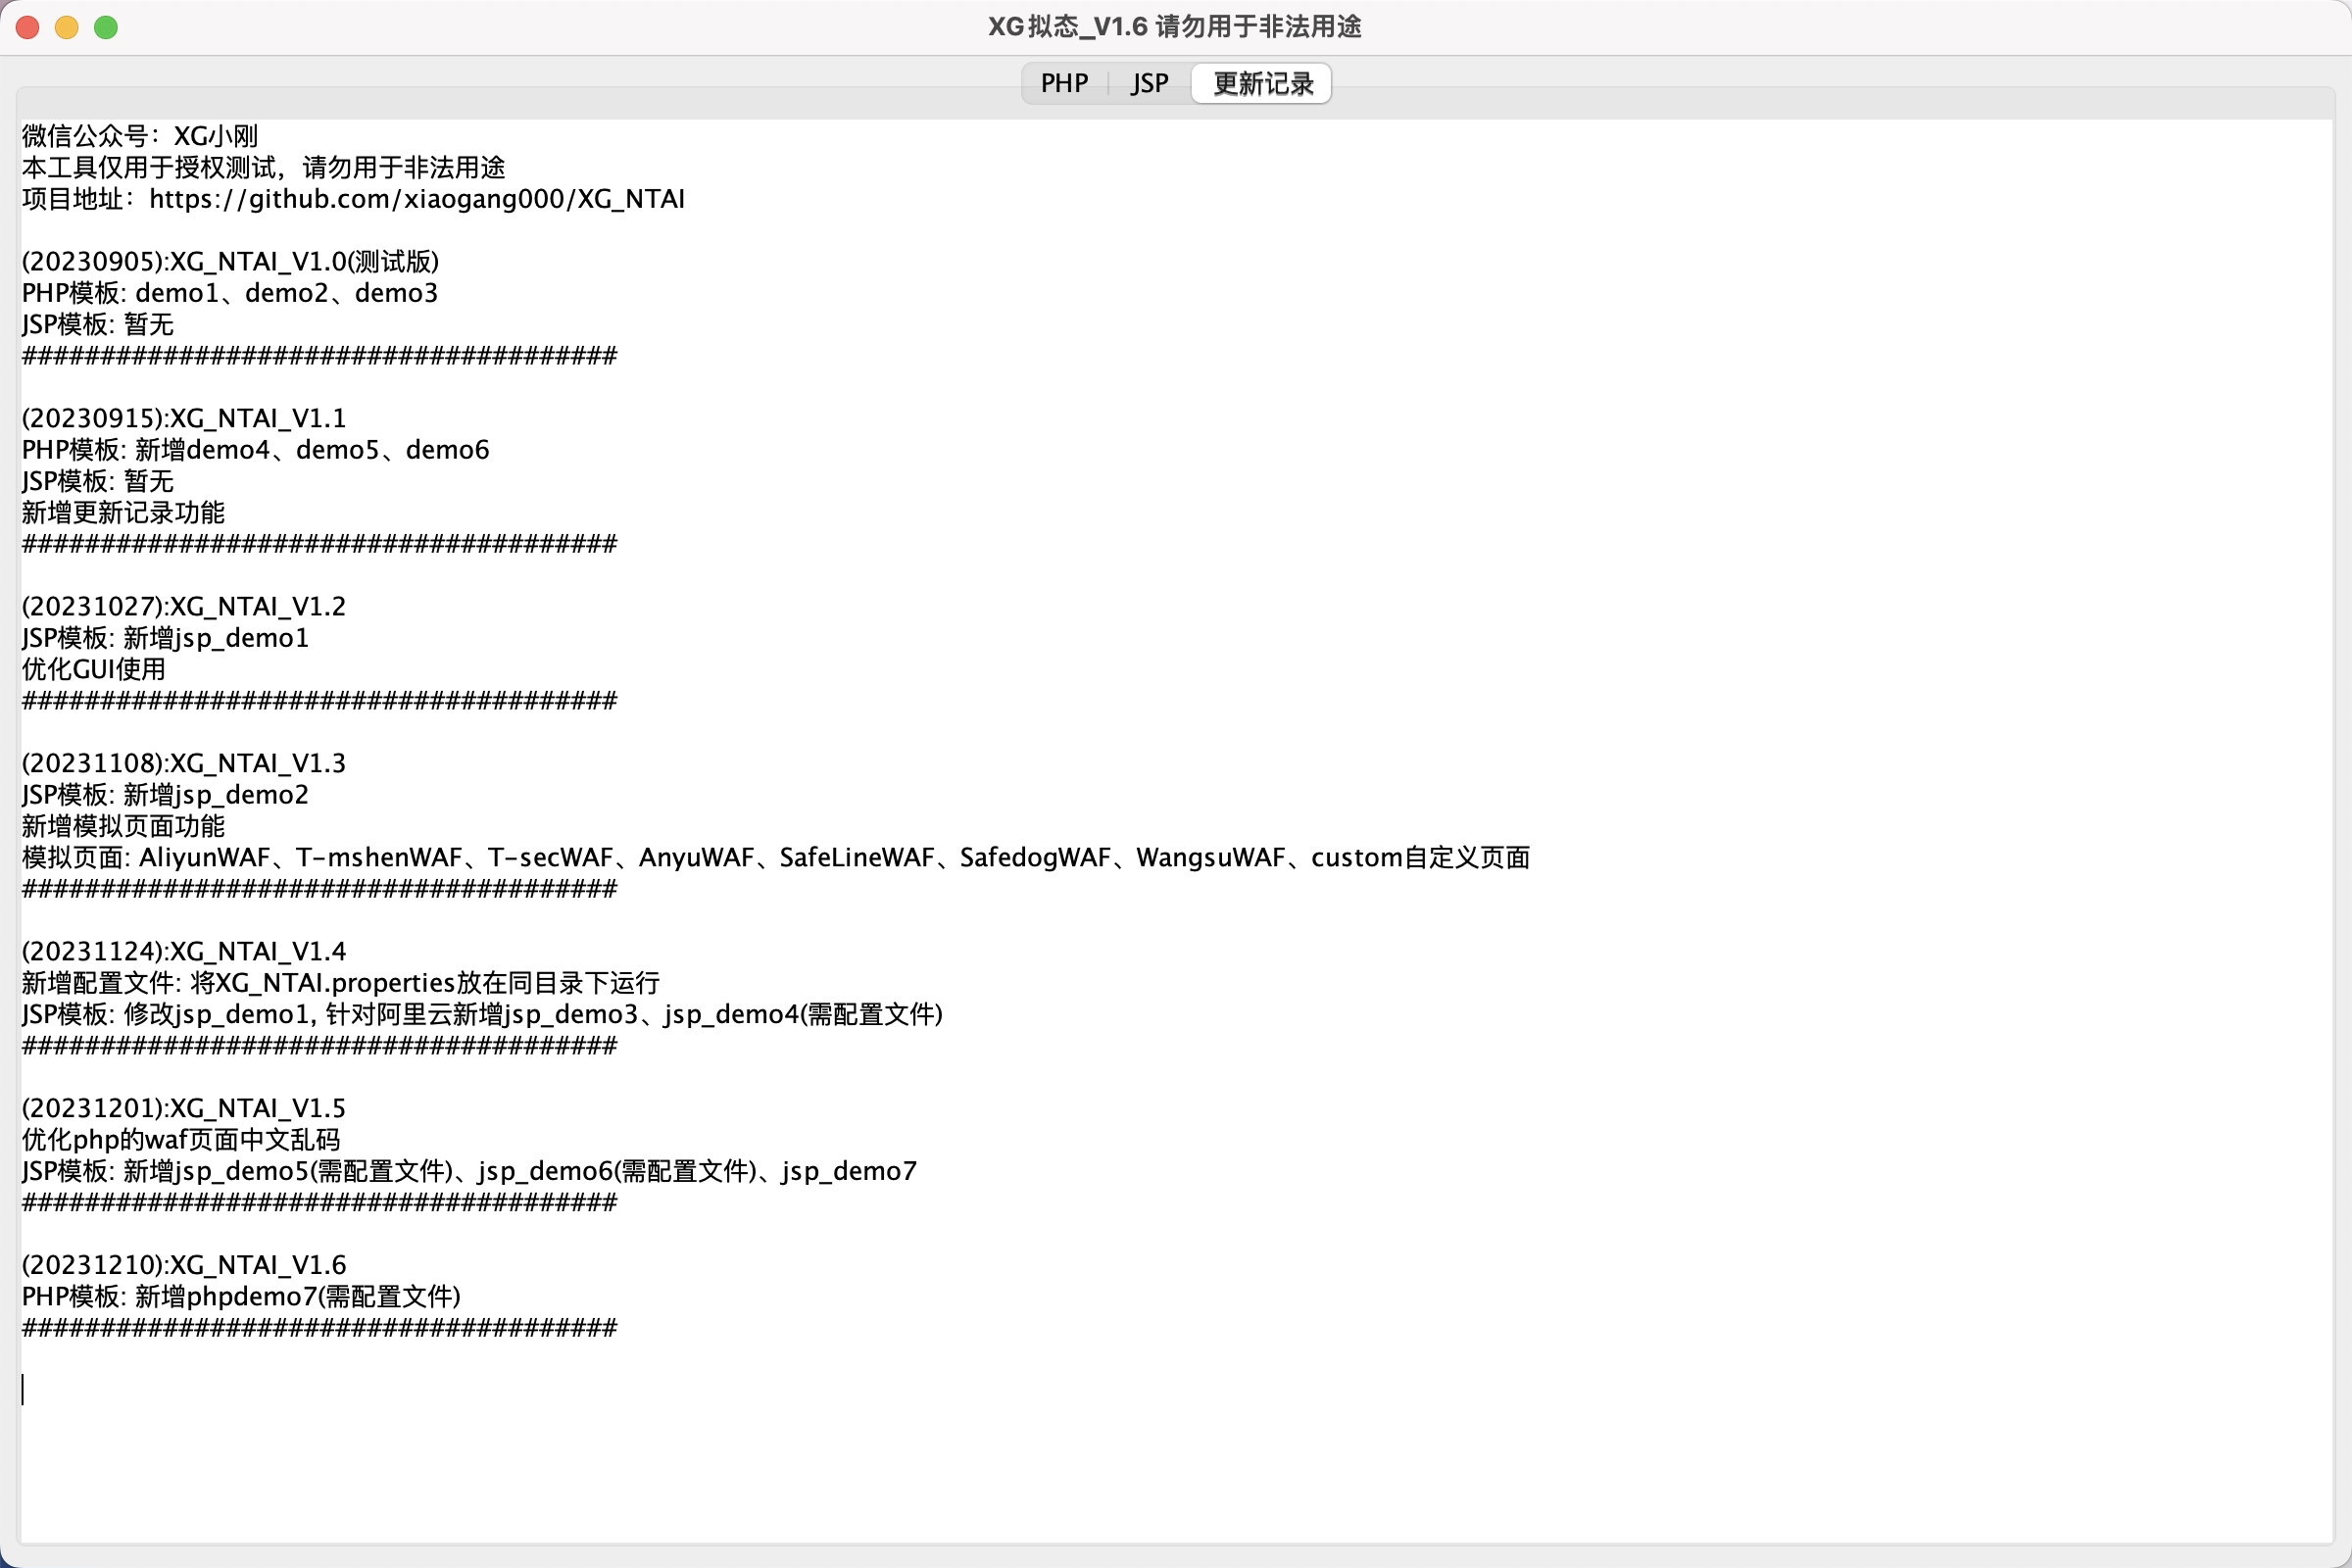 XG拟态_V1.6 请勿用于非法用途
PHP
JSP
更新记录
微信公众号：XG小刚
本工具仅用于授权测试，请勿用于非法用途
项目地址：https://github.com/xiaogang000/XG_NTAI
(20230905):XG_NTAI_V1.0(测试版)
PHP模板: demo1、demo2、demo3
JSP模板: 暂无
######################################
(20230915):XG_NTAI_V1.1
PHP模板: 新增demo4、demo5、demo6
JSP模板: 暂无
新增更新记录功能
######################################
(20231027):XG_NTAI_V1.2
JSP模板: 新增jsp_demo1
优化GUI使用
######################################
(20231108):XG_NTAI_V1.3
JSP模板: 新增jsp_demo2
新增模拟页面功能
模拟页面: AliyunWAF、T-mshenWAF、T-secWAF、AnyuWAF、SafeLineWAF、SafedogWAF、WangsuWAF、custom自定义页面
######################################
(20231124):XG_NTAI_V1.4
新增配置文件: 将XG_NTAI.properties放在同目录下运行
JSP模板: 修改jsp_demo1, 针对阿里云新增jsp_demo3、jsp_demo4(需配置文件)
######################################
(20231201):XG_NTAI_V1.5
优化php的waf页面中文乱码
JSP模板: 新增jsp_demo5(需配置文件)、jsp_demo6(需配置文件)、jsp_demo7
######################################
(20231210):XG_NTAI_V1.6
PHP模板: 新增phpdemo7(需配置文件)
######################################